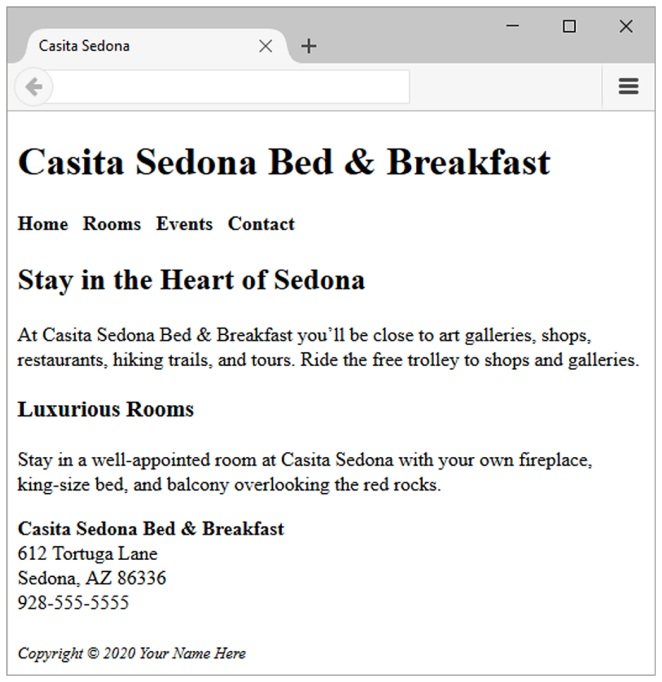 Casita Sedona
Casita Sedona Bed & Breakfast
Home Rooms Events Contact
Stay in the Heart of Sedona
At Casita Sedona Bed & Breakfast you’ll be close to art galleries, shops,
restaurants, hiking trails, and tours. Ride the free trolley to shops and galleries.
Luxurious Rooms
Stay in a well-appointed room at Casita Sedona with your own fireplace,
king-size bed, and balcony overlooking the red rocks.
Casita Sedona Bed & Breakfast
612 Tortuga Lane
Sedona, AZ 86336
928-555-5555
Copyright © 2020 Your Name Here